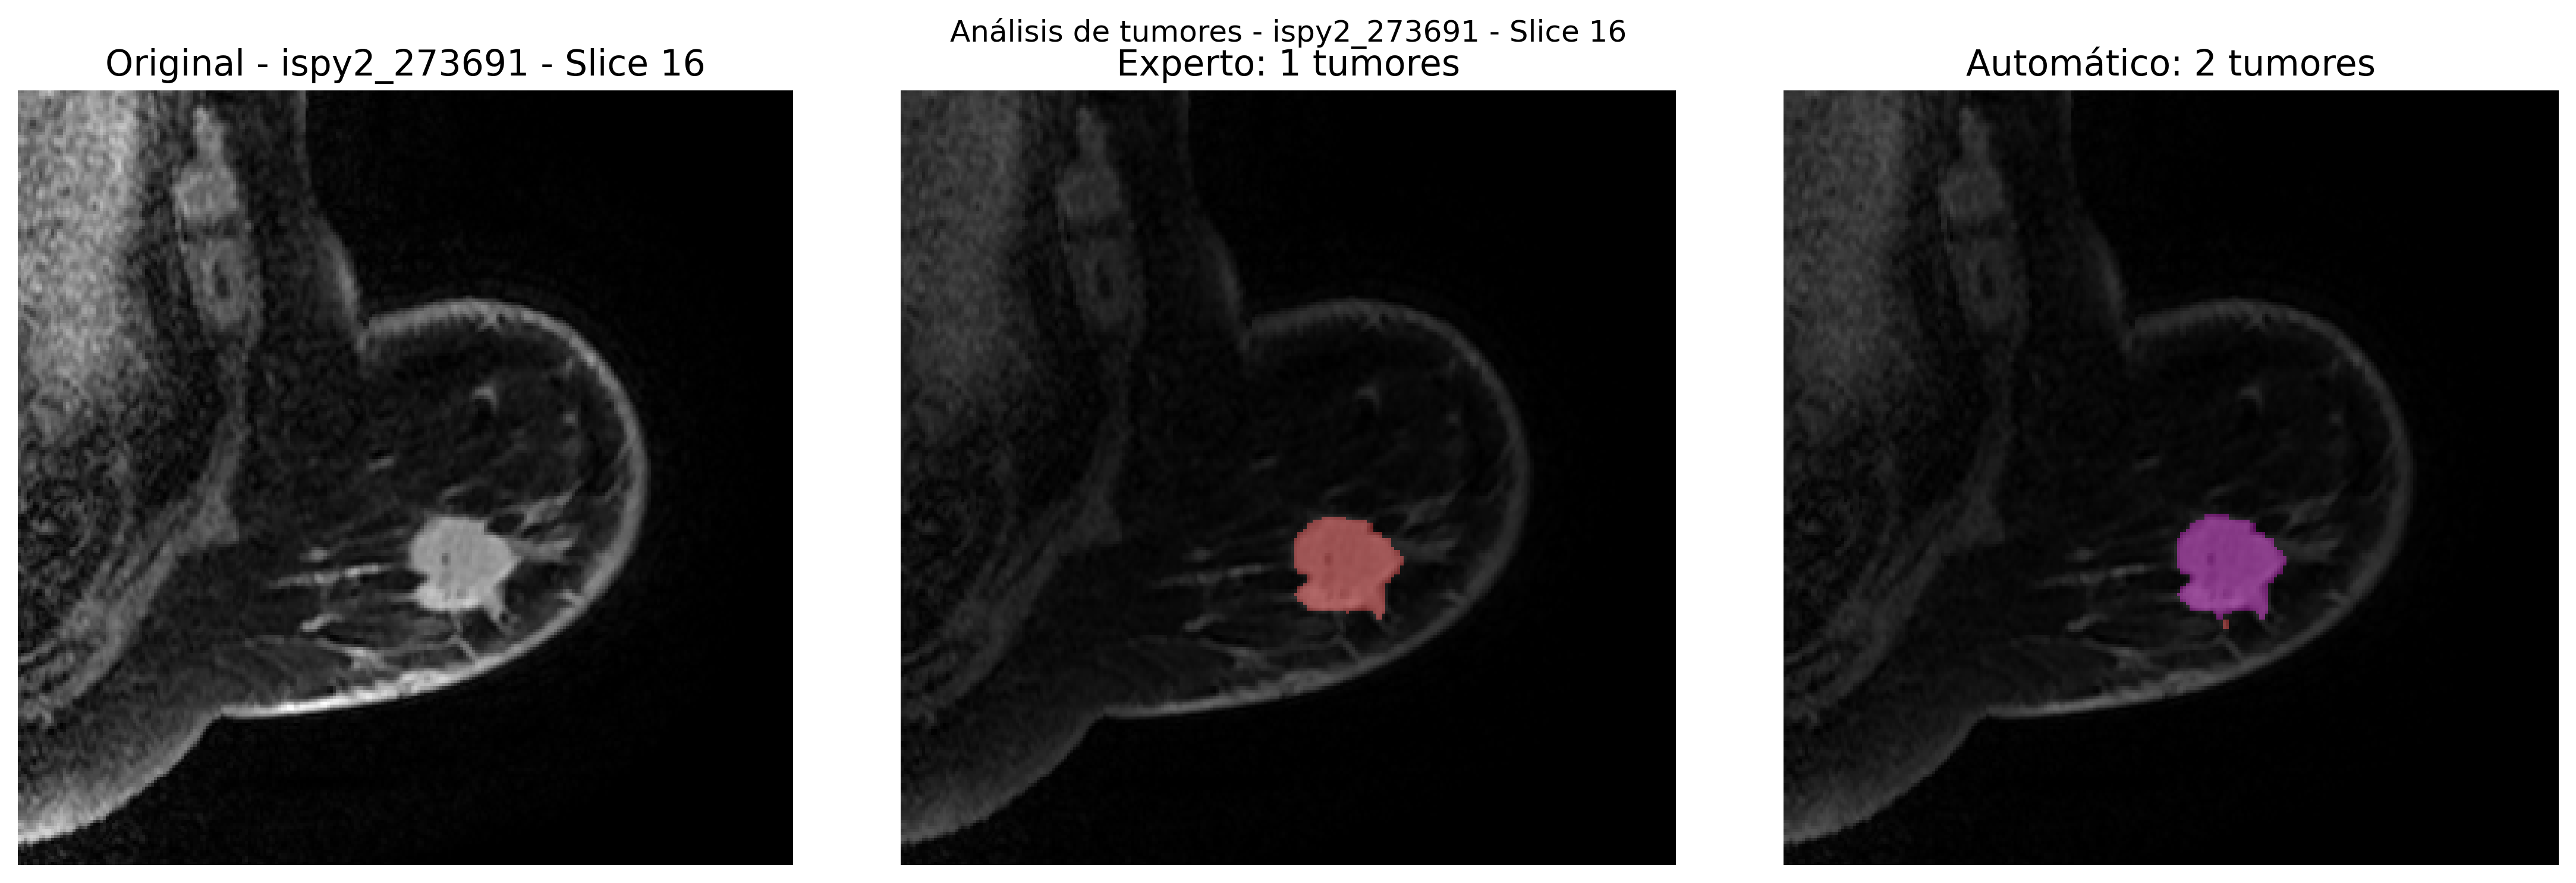 Análisis de tumores - ispy2_273691 - Slice 16
Original - ispy2_273691 - Slice 16
Experto: 1 tumores
Automático: 2 tumores